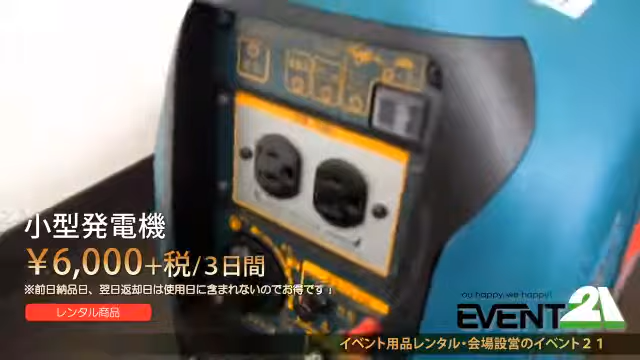 小型発電機
￥6,000+税/3日間
※前日納品日、翌日返却日は使用日に含まれないのでお得です！
レンタル商品
ou happy, we happy!
EVENT 21
イベント用品レンタル・会場設営のイベント２１